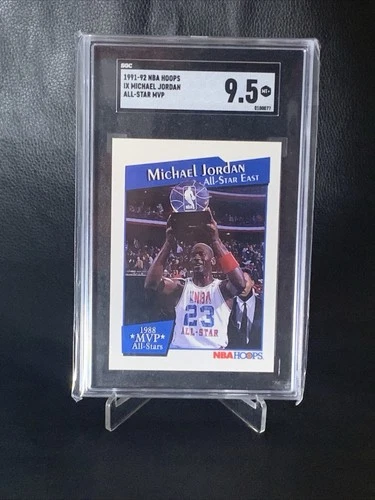 SGC
1991-92 NBA HOOPS
IX MICHAEL JORDAN
ALL-STAR MVP
9.5
MICHAEL JORDAN
ALL-STAR EAST
NBA
23
ALL-STAR
1988
*MVP*
All-Stars
NBA HOOPS